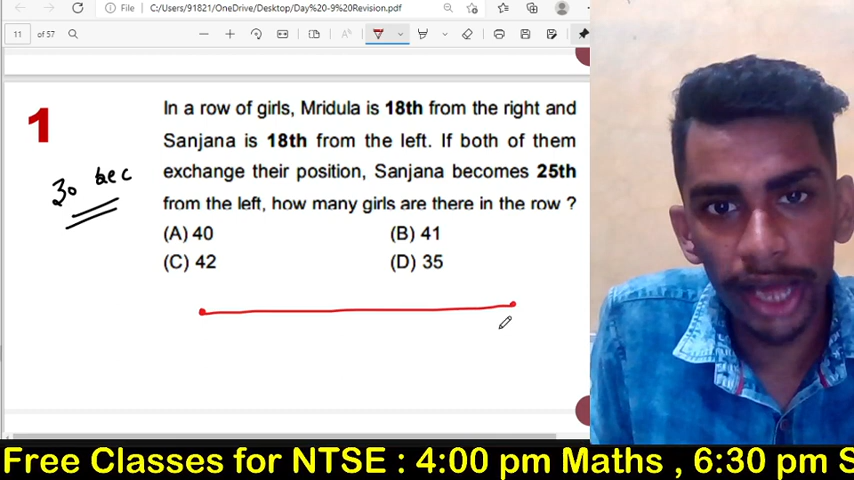 File
C:/Users/91821/OneDrive/Desktop/Day%20-9%20Revision.pdf
11 of 57
1
30 sec
In a row of girls, Mridula is 18th from the right and
Sanjana is 18th from the left. If both of them
exchange their position, Sanjana becomes 25th
from the left, how many girls are there in the row ?
(A) 40 (B) 41
(C) 42 (D) 35
Free Classes for NTSE : 4:00 pm Maths , 6:30 pm S